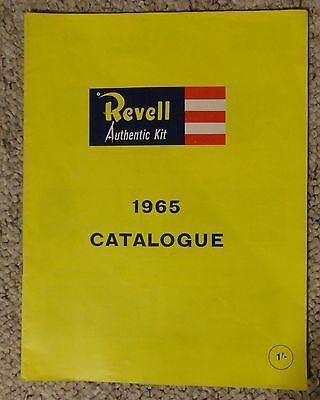 Revell
Authentic Kit
1965
CATALOGUE
1/-